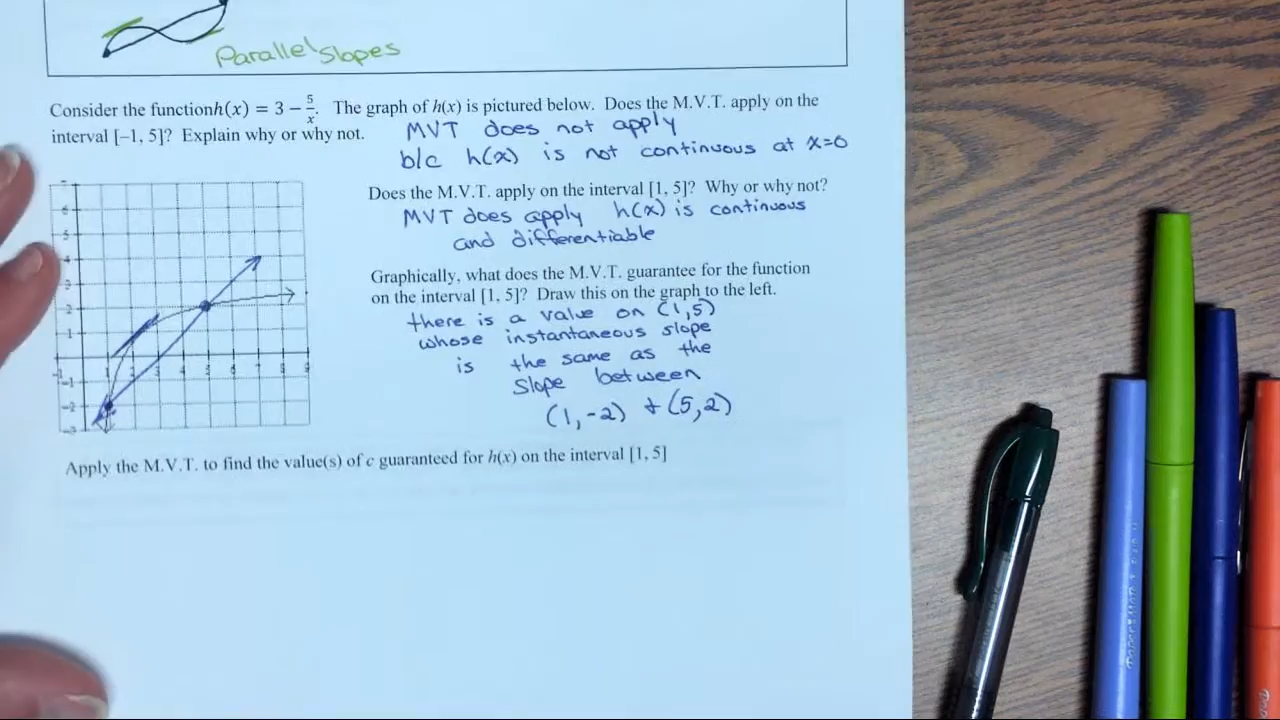 Parallel Slopes
Consider the functionh(x) = 3 − 5/x. The graph of h(x) is pictured below. Does the M.V.T. apply on the
interval [−1, 5]? Explain why or why not.
MVT does not apply
b/c h(x) is not continuous at x=0
Does the M.V.T. apply on the interval [1, 5]? Why or why not?
MVT does apply h(x) is continuous
and differentiable
Graphically, what does the M.V.T. guarantee for the function
on the interval [1, 5]? Draw this on the graph to the left.
there is a value on (1,5)
whose instantaneous slope
is the same as the
slope between
(1,-2) + (5,2)
Apply the M.V.T. to find the value(s) of c guaranteed for h(x) on the interval [1, 5]